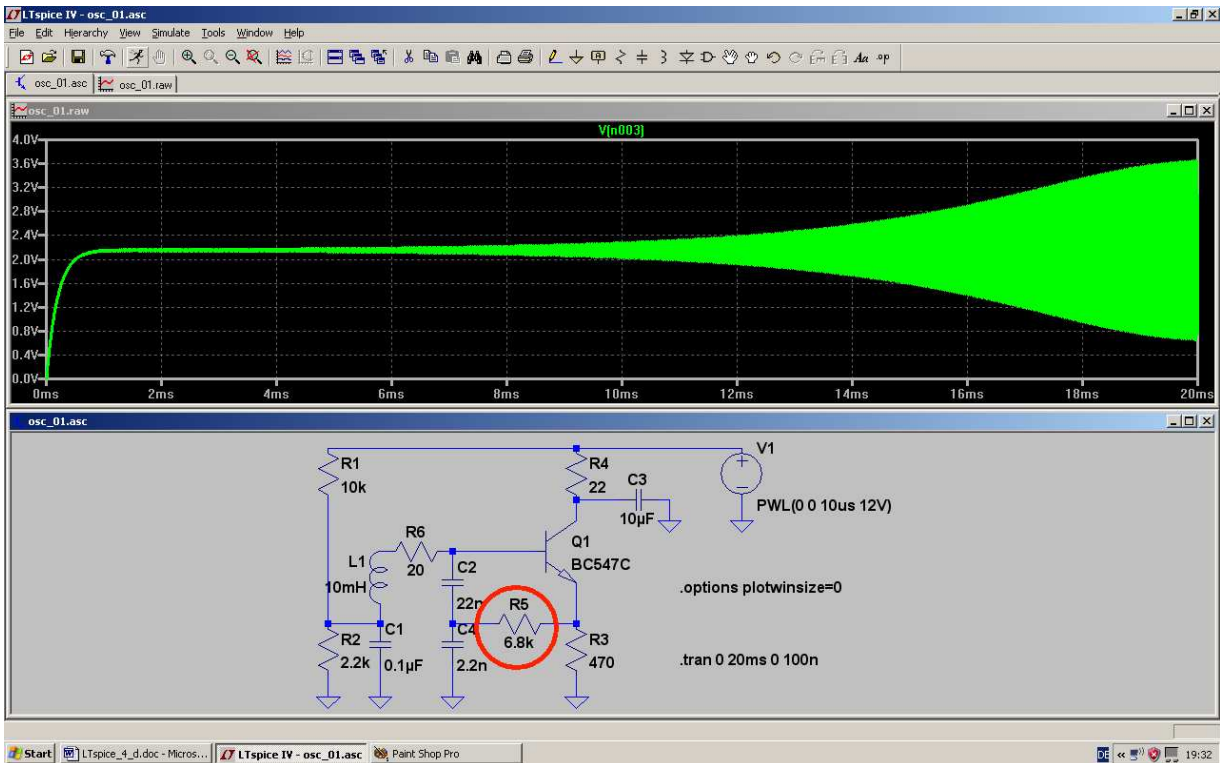 LTspice IV - osc_01.asc
File Edit Hierarchy View Simulate Tools Window Help
Aa .op
osc_01.asc osc_01.raw
osc_01.raw
V(n003)
4.0V
3.6V
3.2V
2.8V
2.4V
2.0V
1.6V
1.2V
0.8V
0.4V
0.0V
0ms 2ms 4ms 6ms 8ms 10ms 12ms 14ms 16ms 18ms 20ms
osc_01.asc
R1
10k
R4
22
C3
10µF
V1
PWL(0 0 10us 12V)
R6
20
L1
10mH
C2
22n
Q1
BC547C
.options plotwinsize=0
R5
6.8k
R2
2.2k
C1
0.1µF
C4
2.2n
R3
470
.tran 0 20ms 0 100n
Start LTspice_4_d.doc - Micros... LTspice IV - osc_01.asc Paint Shop Pro DE « 19:32